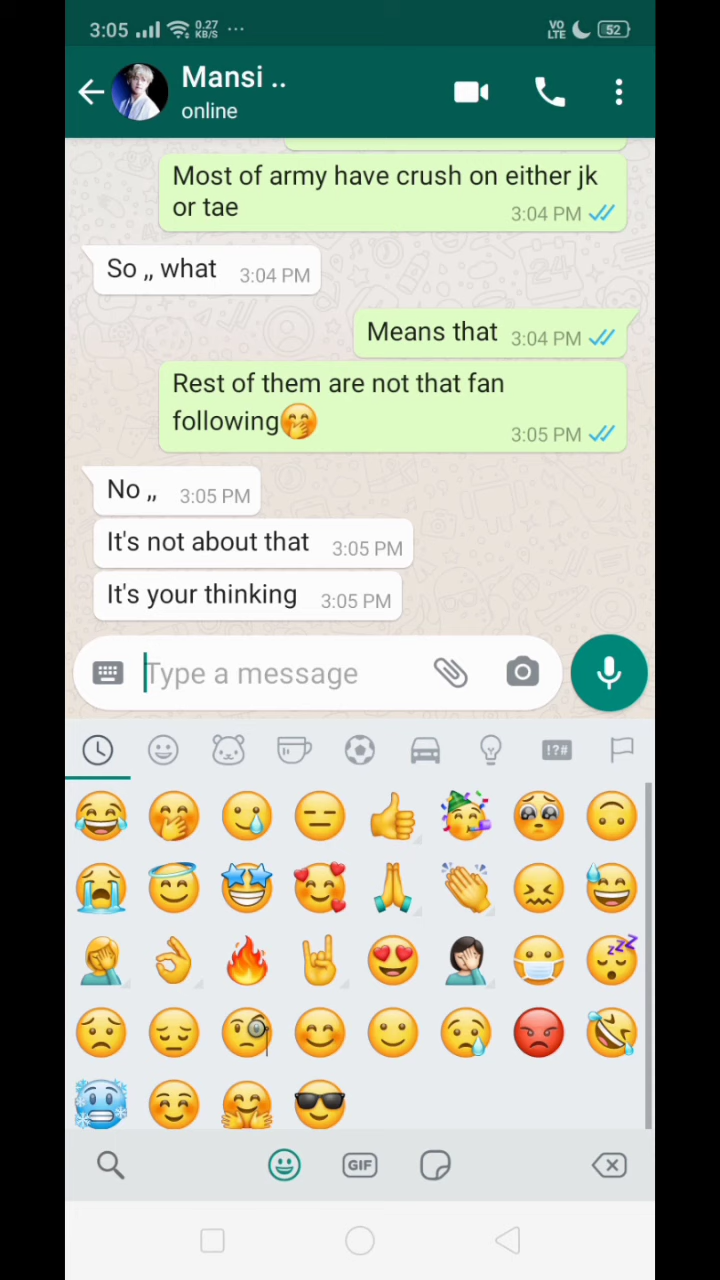 3:05 0.27 KB/S ... VO LTE 52
Mansi ..
online
Most of army have crush on either jk
or tae
3:04 PM
So ,, what 3:04 PM
Means that 3:04 PM
Rest of them are not that fan
following🤭
3:05 PM
No ,, 3:05 PM
It's not about that 3:05 PM
It's your thinking 3:05 PM
Type a message
!?#
GIF